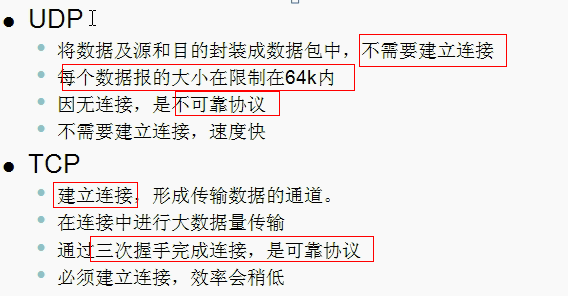 UDP
将数据及源和目的封装成数据包中，不需要建立连接
每个数据报的大小在限制在64k内
因无连接，是不可靠协议
不需要建立连接，速度快
TCP
建立连接，形成传输数据的通道。
在连接中进行大数据量传输
通过三次握手完成连接，是可靠协议
必须建立连接，效率会稍低